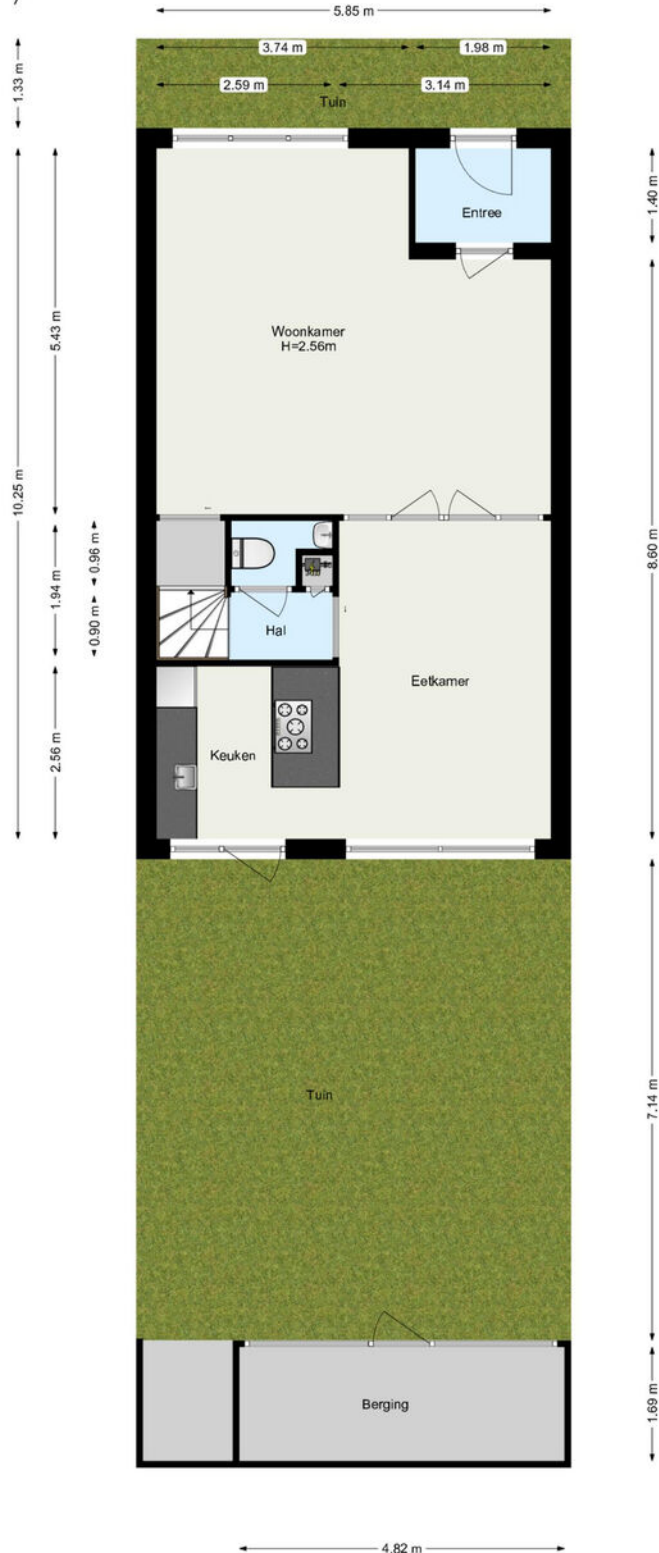 5.85 m
3.74 m
1.98 m
2.59 m
3.14 m
1.33 m
Tuin
1.40 m
Entree
5.43 m
Woonkamer
H=2.56m
10.25 m
8.60 m
0.96 m
1.94 m
0.90 m
Hal
Eetkamer
2.56 m
Keuken
Tuin
7.14 m
Berging
1.69 m
4.82 m